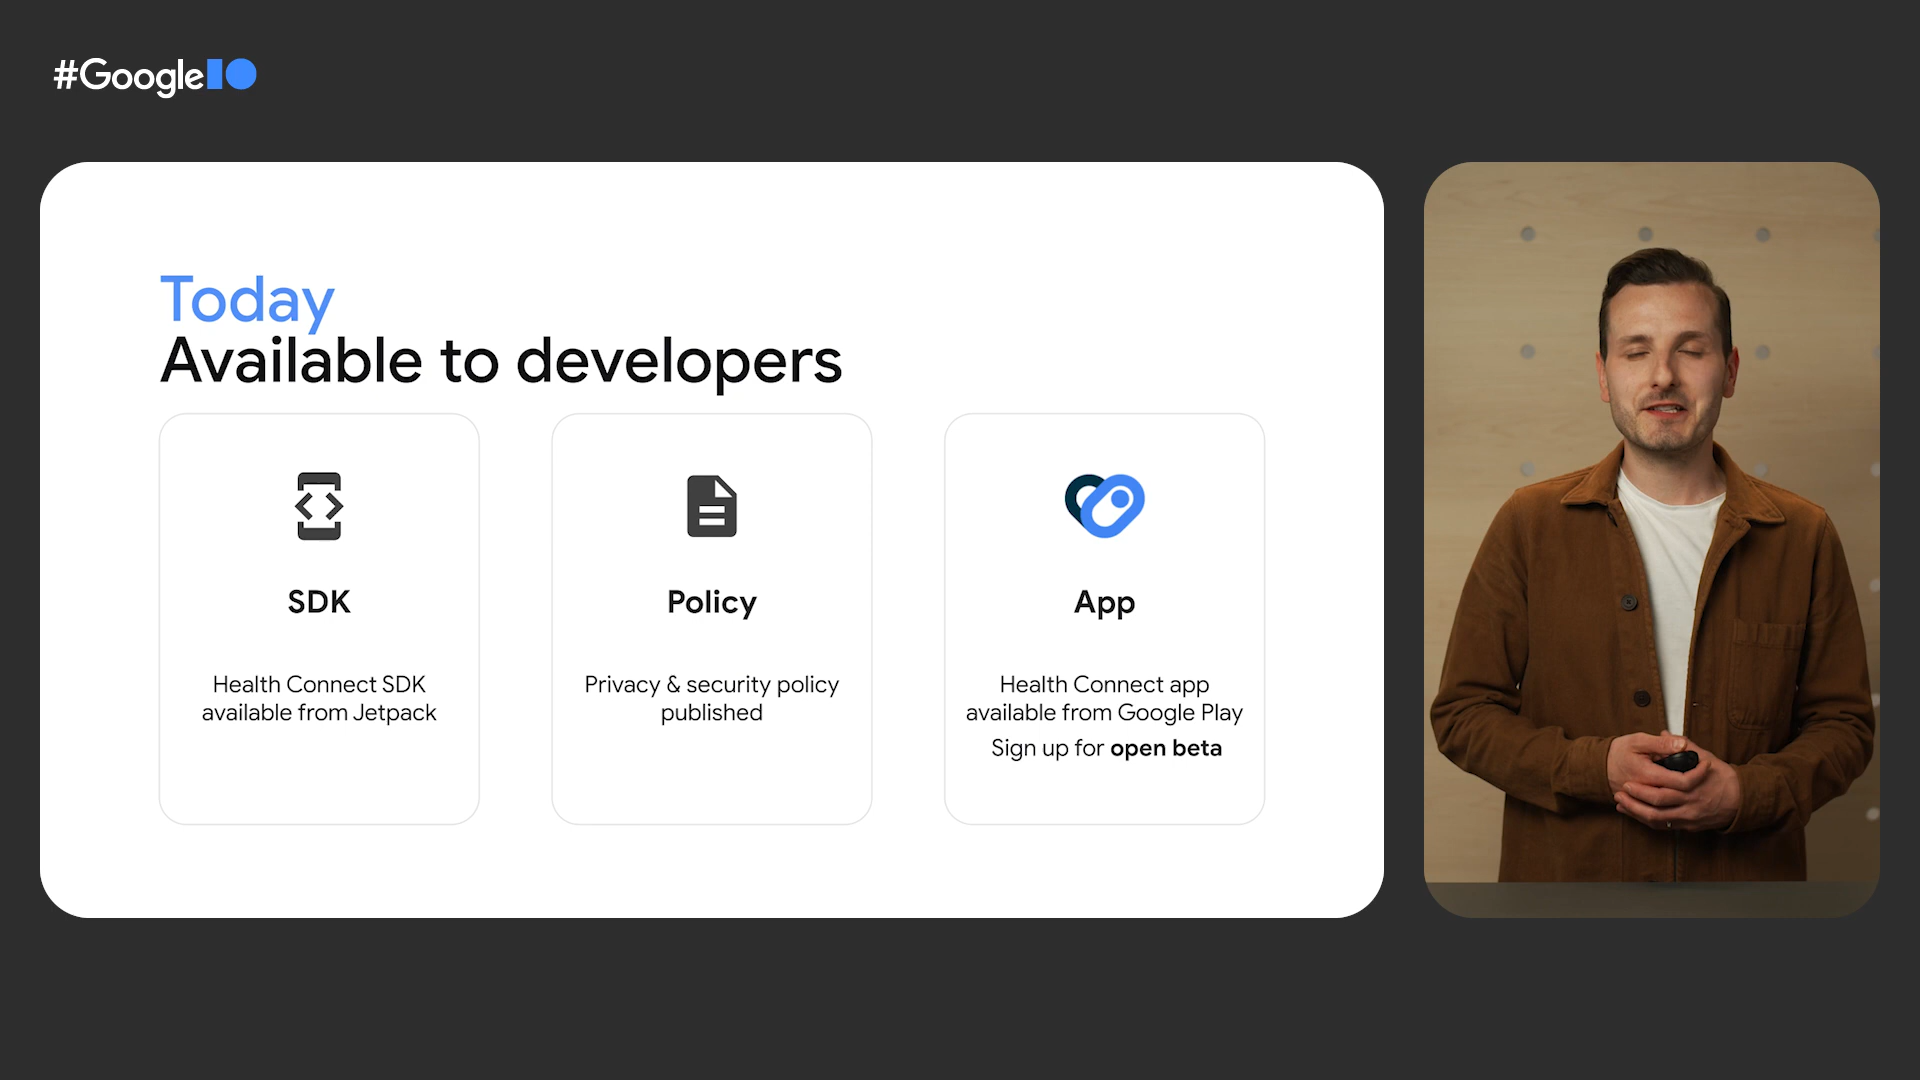 #GoogleIO
Today
Available to developers
SDK
Health Connect SDK
available from Jetpack
Policy
Privacy & security policy
published
App
Health Connect app
available from Google Play
Sign up for open beta